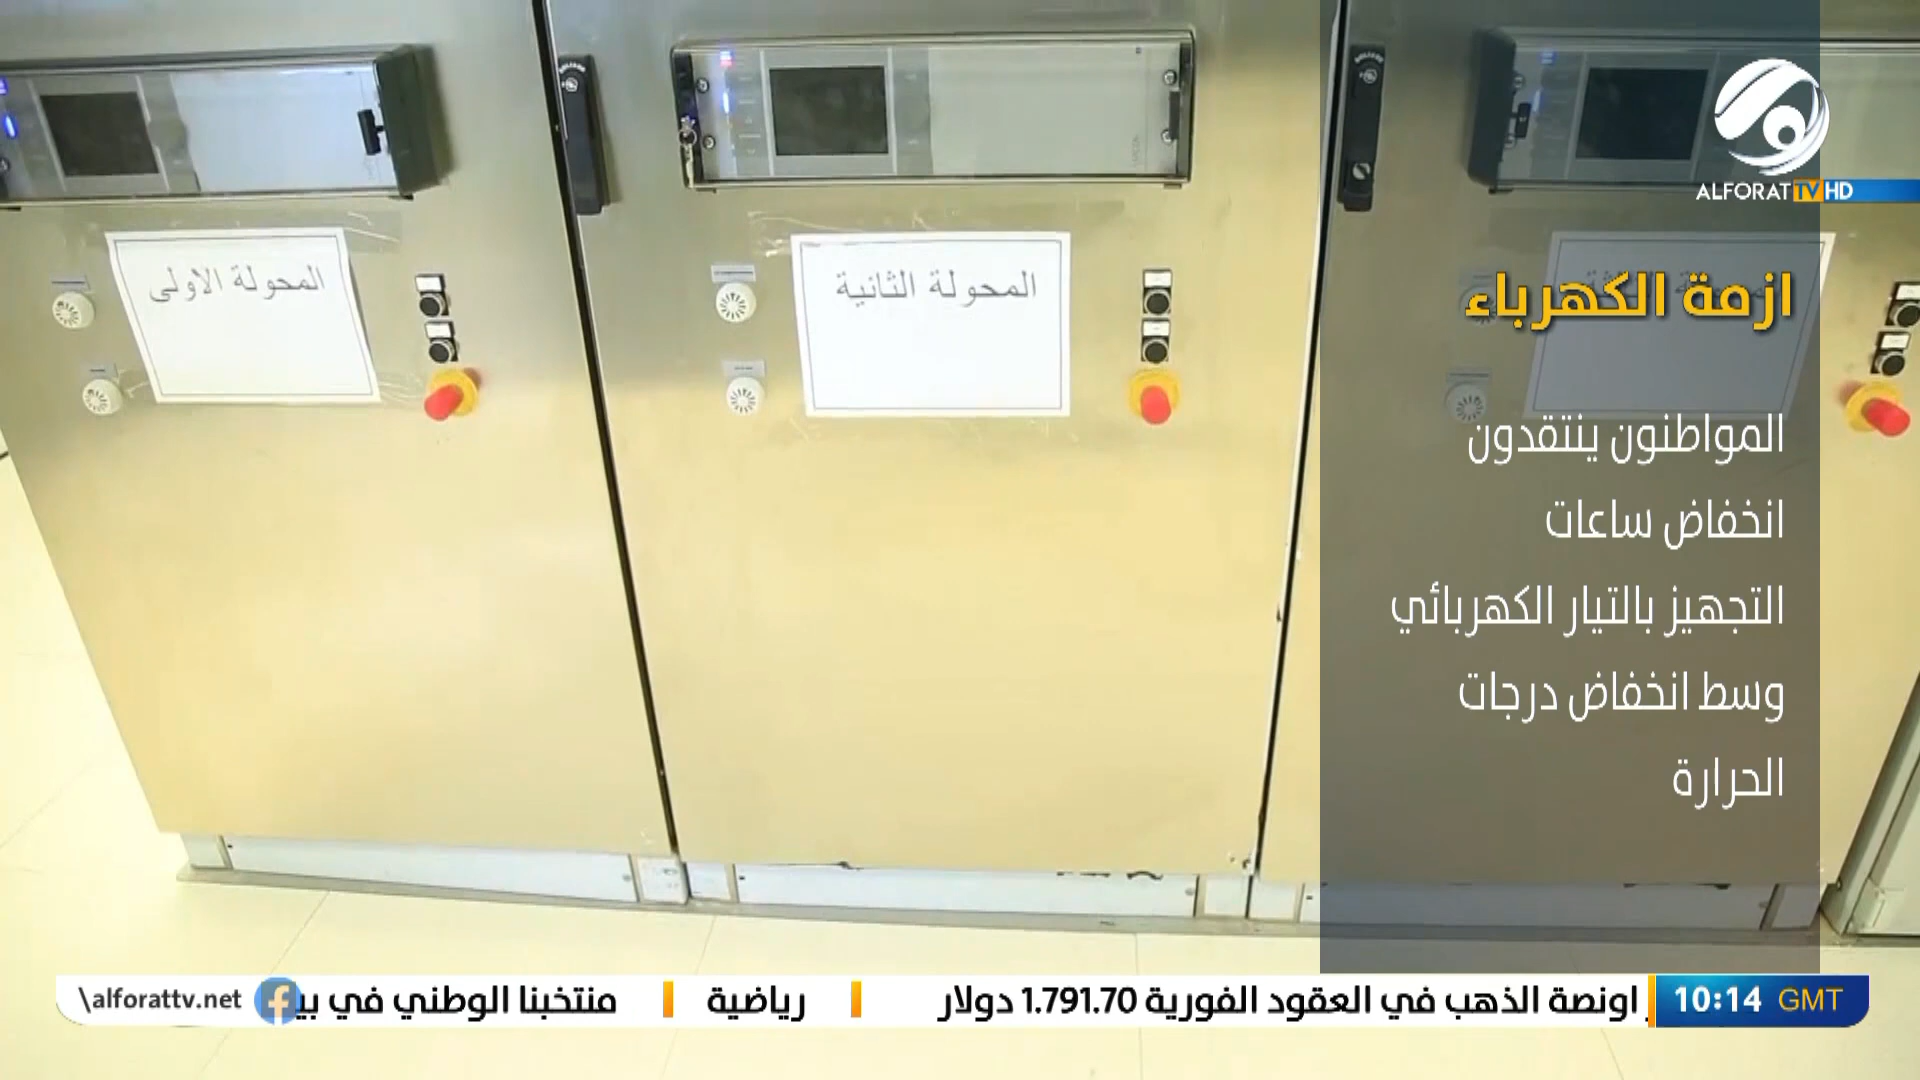 ALFORAT TV HD
المحولة الاولى
المحولة الثانية
ازمة الكهرباء
المواطنون ينتقدون
انخفاض ساعات
التجهيز بالتيار الكهربائي
وسط انخفاض درجات
الحرارة
10:14 GMT
اونصة الذهب في العقود الفورية 1.791.70 دولار
رياضية
منتخبنا الوطني في
\alforattv.net